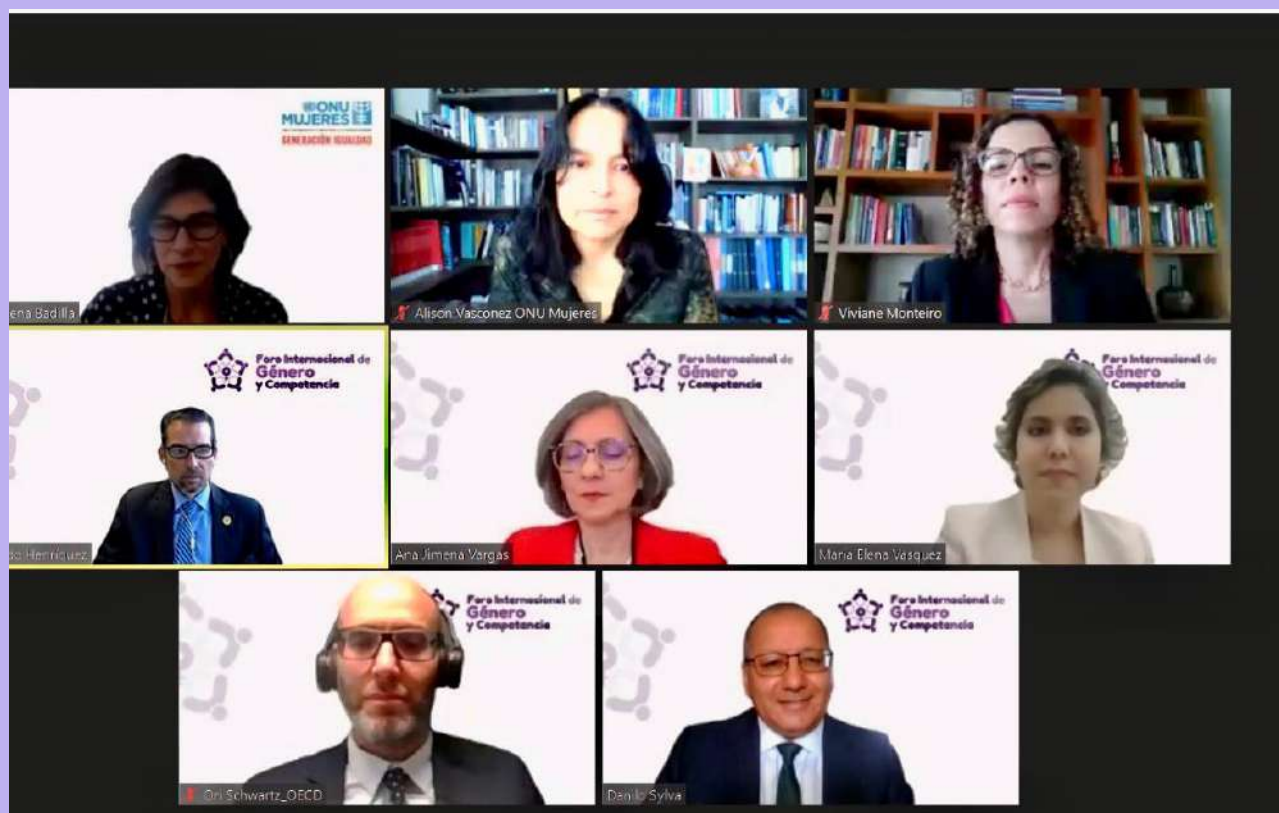 ONU
MUJERES
GENERACIÓN IGUALDAD
ena Badilla
Alison Vasconez ONU Mujeres
Viviane Monteiro
Foro Internacional de
Género
y Competencia
do Henríquez
Foro Internacional de
Género
y Competencia
Ana Jimena Vargas
Foro Internacional de
Género
y Competencia
Maria Elena Vasquez
Foro Internacional de
Género
y Competencia
Ori Schwartz_OECD
Foro Internacional de
Género
y Competencia
Danilo Sylva